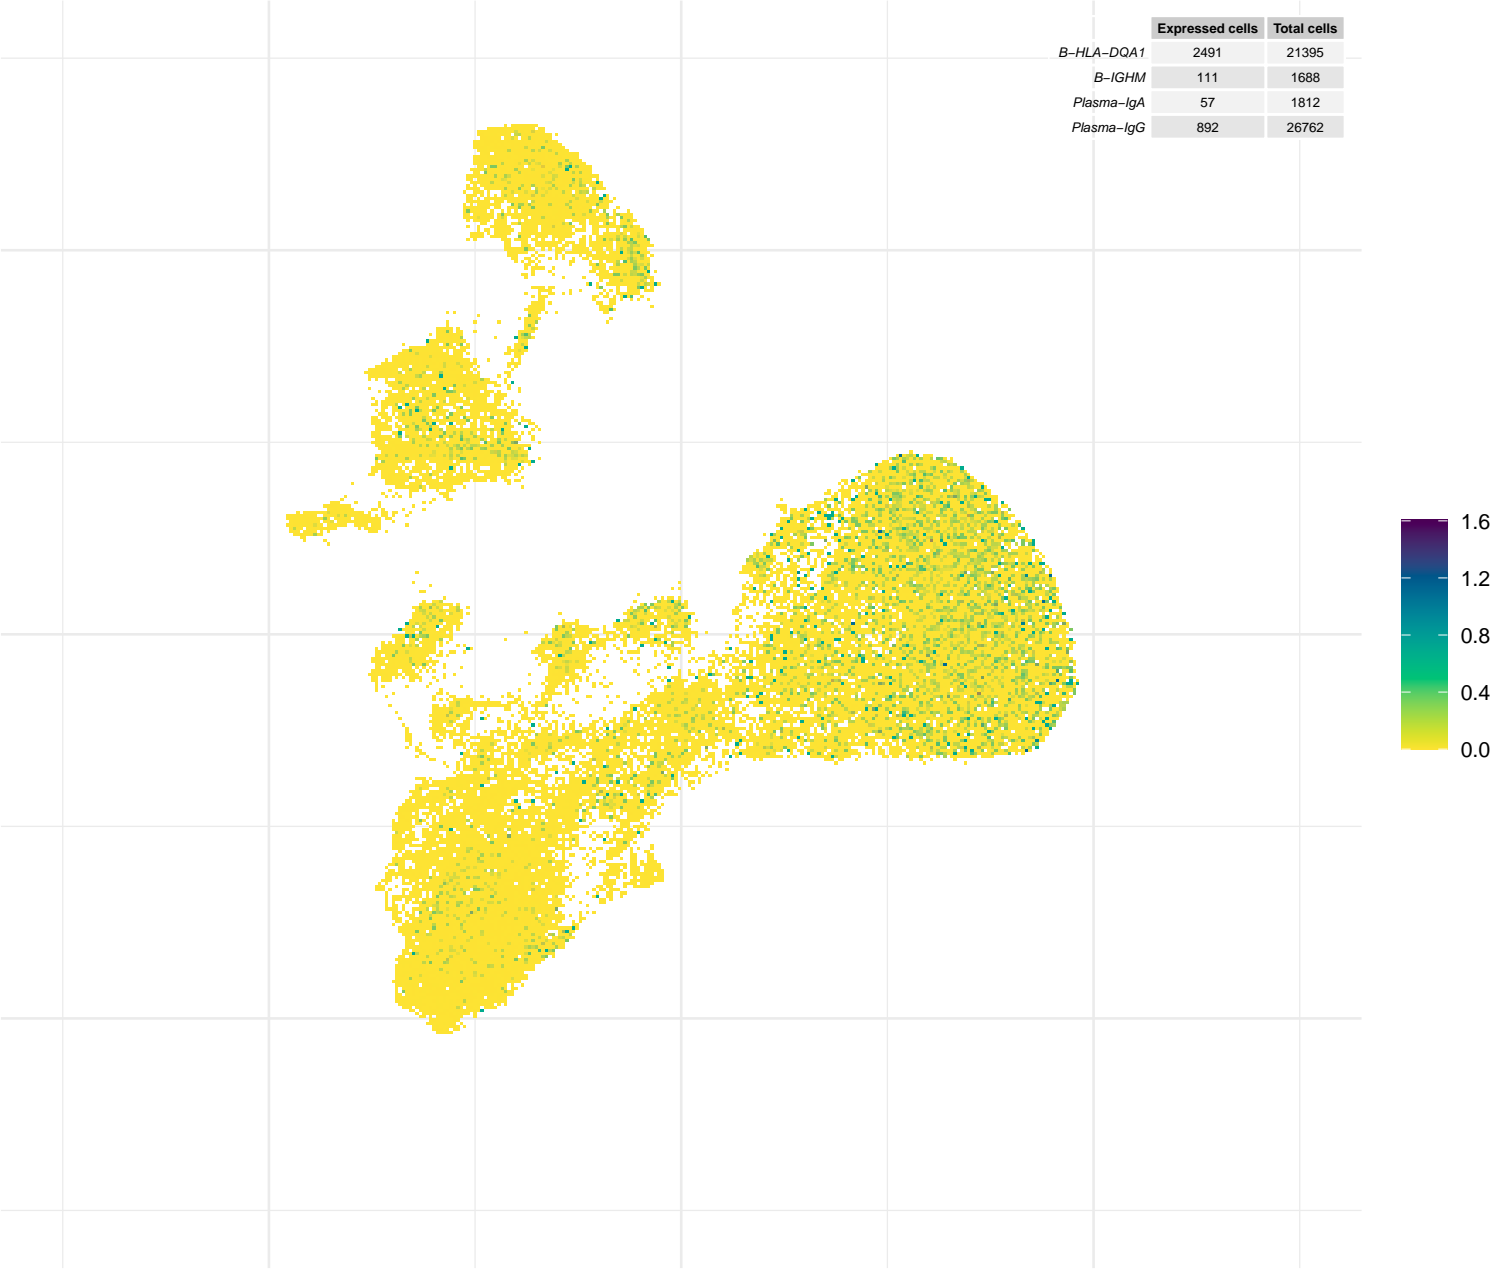 Expressed cells Total cells
B−HLA−DQA1 2491 21395
B−IGHM 111 1688
Plasma−IgA 57 1812
Plasma−IgG 892 26762
1.6
1.2
0.8
0.4
0.0